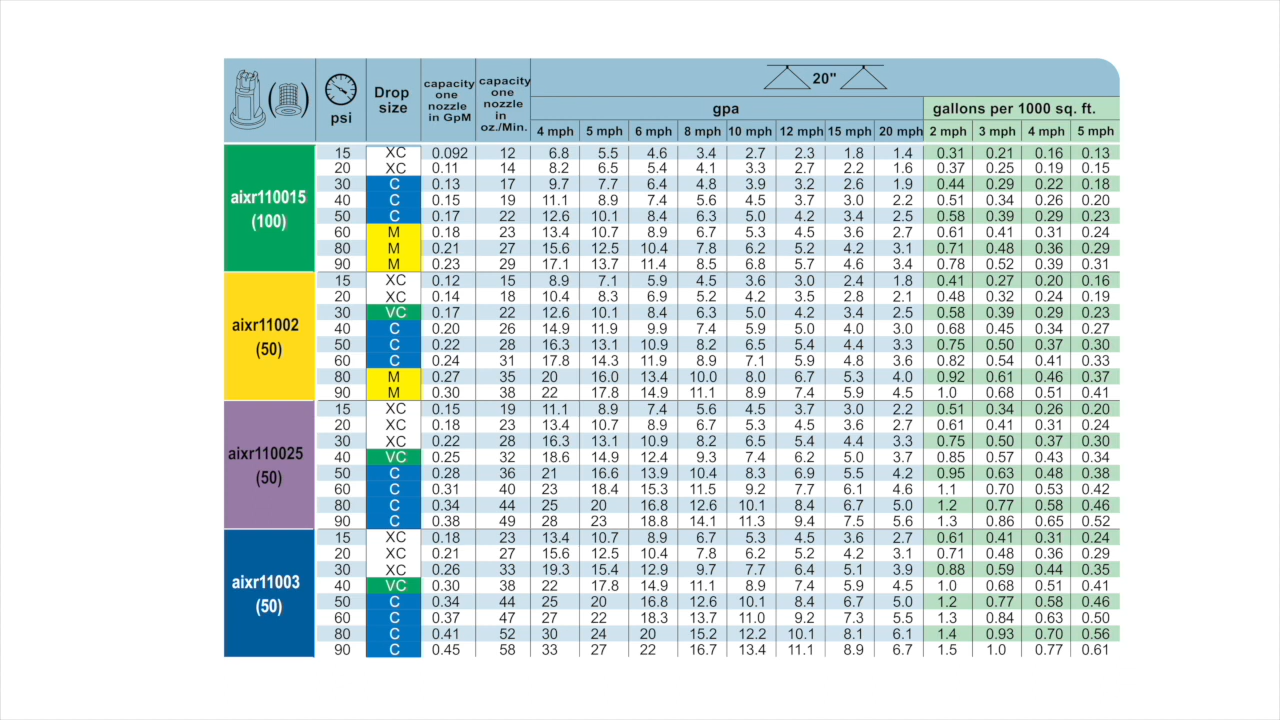 psi
Drop size
capacity one nozzle in GpM
capacity one nozzle in oz./Min.
20"
gpa
gallons per 1000 sq. ft.
4 mph 5 mph 6 mph 8 mph 10 mph 12 mph 15 mph 20 mph 2 mph 3 mph 4 mph 5 mph
aixr110015 (100)
15 XC 0.092 12 6.8 5.5 4.6 3.4 2.7 2.3 1.8 1.4 0.31 0.21 0.16 0.13
20 XC 0.11 14 8.2 6.5 5.4 4.1 3.3 2.7 2.2 1.6 0.37 0.25 0.19 0.15
30 C 0.13 17 9.7 7.7 6.4 4.8 3.9 3.2 2.6 1.9 0.44 0.29 0.22 0.18
40 C 0.15 19 11.1 8.9 7.4 5.6 4.5 3.7 3.0 2.2 0.51 0.34 0.26 0.20
50 C 0.17 22 12.6 10.1 8.4 6.3 5.0 4.2 3.4 2.5 0.58 0.39 0.29 0.23
60 M 0.18 23 13.4 10.7 8.9 6.7 5.3 4.5 3.6 2.7 0.61 0.41 0.31 0.24
80 M 0.21 27 15.6 12.5 10.4 7.8 6.2 5.2 4.2 3.1 0.71 0.48 0.36 0.29
90 M 0.23 29 17.1 13.7 11.4 8.5 6.8 5.7 4.6 3.4 0.78 0.52 0.39 0.31
aixr11002 (50)
15 XC 0.12 15 8.9 7.1 5.9 4.5 3.6 3.0 2.4 1.8 0.41 0.27 0.20 0.16
20 XC 0.14 18 10.4 8.3 6.9 5.2 4.2 3.5 2.8 2.1 0.48 0.32 0.24 0.19
30 VC 0.17 22 12.6 10.1 8.4 6.3 5.0 4.2 3.4 2.5 0.58 0.39 0.29 0.23
40 C 0.20 26 14.9 11.9 9.9 7.4 5.9 5.0 4.0 3.0 0.68 0.45 0.34 0.27
50 C 0.22 28 16.3 13.1 10.9 8.2 6.5 5.4 4.4 3.3 0.75 0.50 0.37 0.30
60 C 0.24 31 17.8 14.3 11.9 8.9 7.1 5.9 4.8 3.6 0.82 0.54 0.41 0.33
80 M 0.27 35 20 16.0 13.4 10.0 8.0 6.7 5.3 4.0 0.92 0.61 0.46 0.37
90 M 0.30 38 22 17.8 14.9 11.1 8.9 7.4 5.9 4.5 1.0 0.68 0.51 0.41
aixr110025 (50)
15 XC 0.15 19 11.1 8.9 7.4 5.6 4.5 3.7 3.0 2.2 0.51 0.34 0.26 0.20
20 XC 0.18 23 13.4 10.7 8.9 6.7 5.3 4.5 3.6 2.7 0.61 0.41 0.31 0.24
30 XC 0.22 28 16.3 13.1 10.9 8.2 6.5 5.4 4.4 3.3 0.75 0.50 0.37 0.30
40 VC 0.25 32 18.6 14.9 12.4 9.3 7.4 6.2 5.0 3.7 0.85 0.57 0.43 0.34
50 C 0.28 36 21 16.6 13.9 10.4 8.3 6.9 5.5 4.2 0.95 0.63 0.48 0.38
60 C 0.31 40 23 18.4 15.3 11.5 9.2 7.7 6.1 4.6 1.1 0.70 0.53 0.42
80 C 0.34 44 25 20 16.8 12.6 10.1 8.4 6.7 5.0 1.2 0.77 0.58 0.46
90 C 0.38 49 28 23 18.8 14.1 11.3 9.4 7.5 5.6 1.3 0.86 0.65 0.52
aixr11003 (50)
15 XC 0.18 23 13.4 10.7 8.9 6.7 5.3 4.5 3.6 2.7 0.61 0.41 0.31 0.24
20 XC 0.21 27 15.6 12.5 10.4 7.8 6.2 5.2 4.2 3.1 0.71 0.48 0.36 0.29
30 XC 0.26 33 19.3 15.4 12.9 9.7 7.7 6.4 5.1 3.9 0.88 0.59 0.44 0.35
40 VC 0.30 38 22 17.8 14.9 11.1 8.9 7.4 5.9 4.5 1.0 0.68 0.51 0.41
50 C 0.34 44 25 20 16.8 12.6 10.1 8.4 6.7 5.0 1.2 0.77 0.58 0.46
60 C 0.37 47 27 22 18.3 13.7 11.0 9.2 7.3 5.5 1.3 0.84 0.63 0.50
80 C 0.41 52 30 24 20 15.2 12.2 10.1 8.1 6.1 1.4 0.93 0.70 0.56
90 C 0.45 58 33 27 22 16.7 13.4 11.1 8.9 6.7 1.5 1.0 0.77 0.61